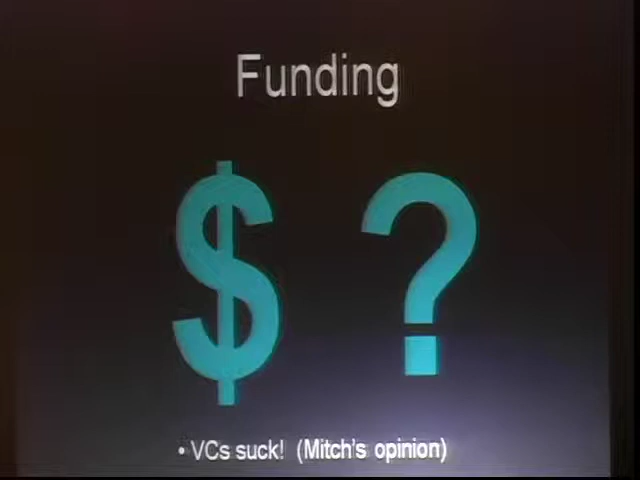 Funding
$ ?
• VCs suck! (Mitch's opinion)